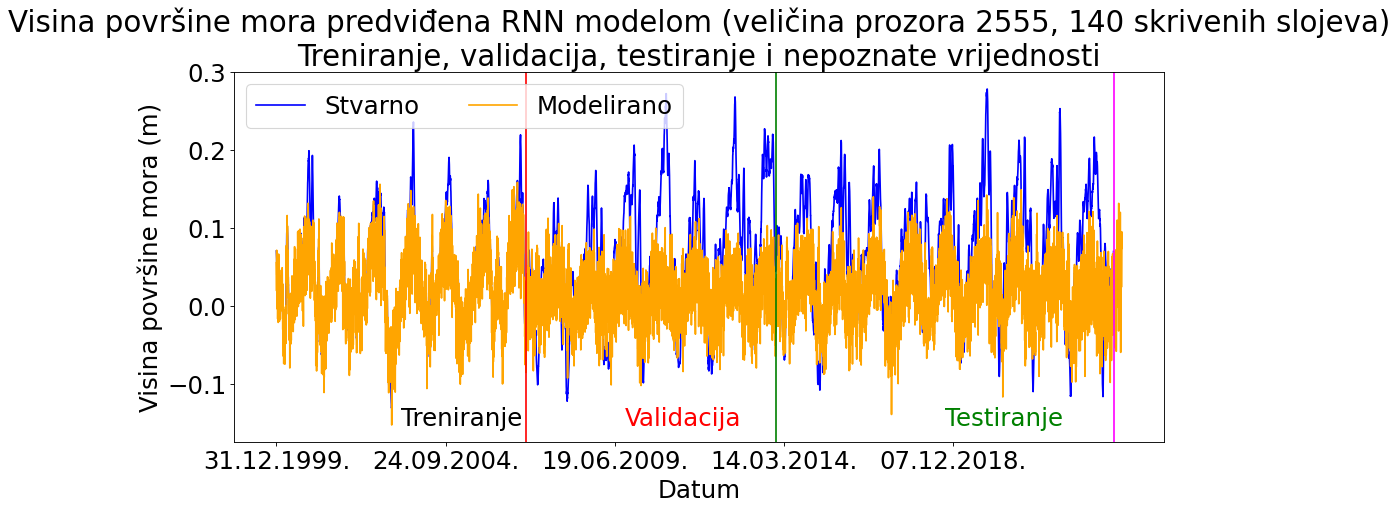 Visina površine mora predviđena RNN modelom (veličina prozora 2555, 140 skrivenih slojeva)
Treniranje, validacija, testiranje i nepoznate vrijednosti
Stvarno Modelirano
Visina površine mora (m)
0.3
0.2
0.1
0.0
−0.1
Treniranje Validacija Testiranje
31.12.1999. 24.09.2004. 19.06.2009. 14.03.2014. 07.12.2018.
Datum